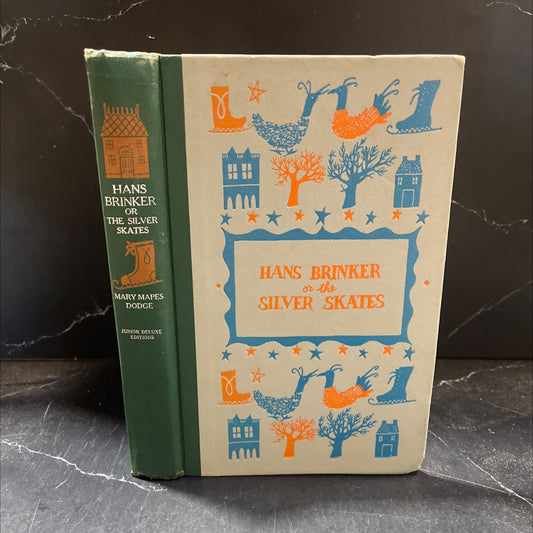 HANS
BRINKER
OR
THE SILVER
SKATES
MARY MAPES
DODGE
JUNIOR DELUXE
EDITIONS
HANS BRINKER
or the
SILVER SKATES